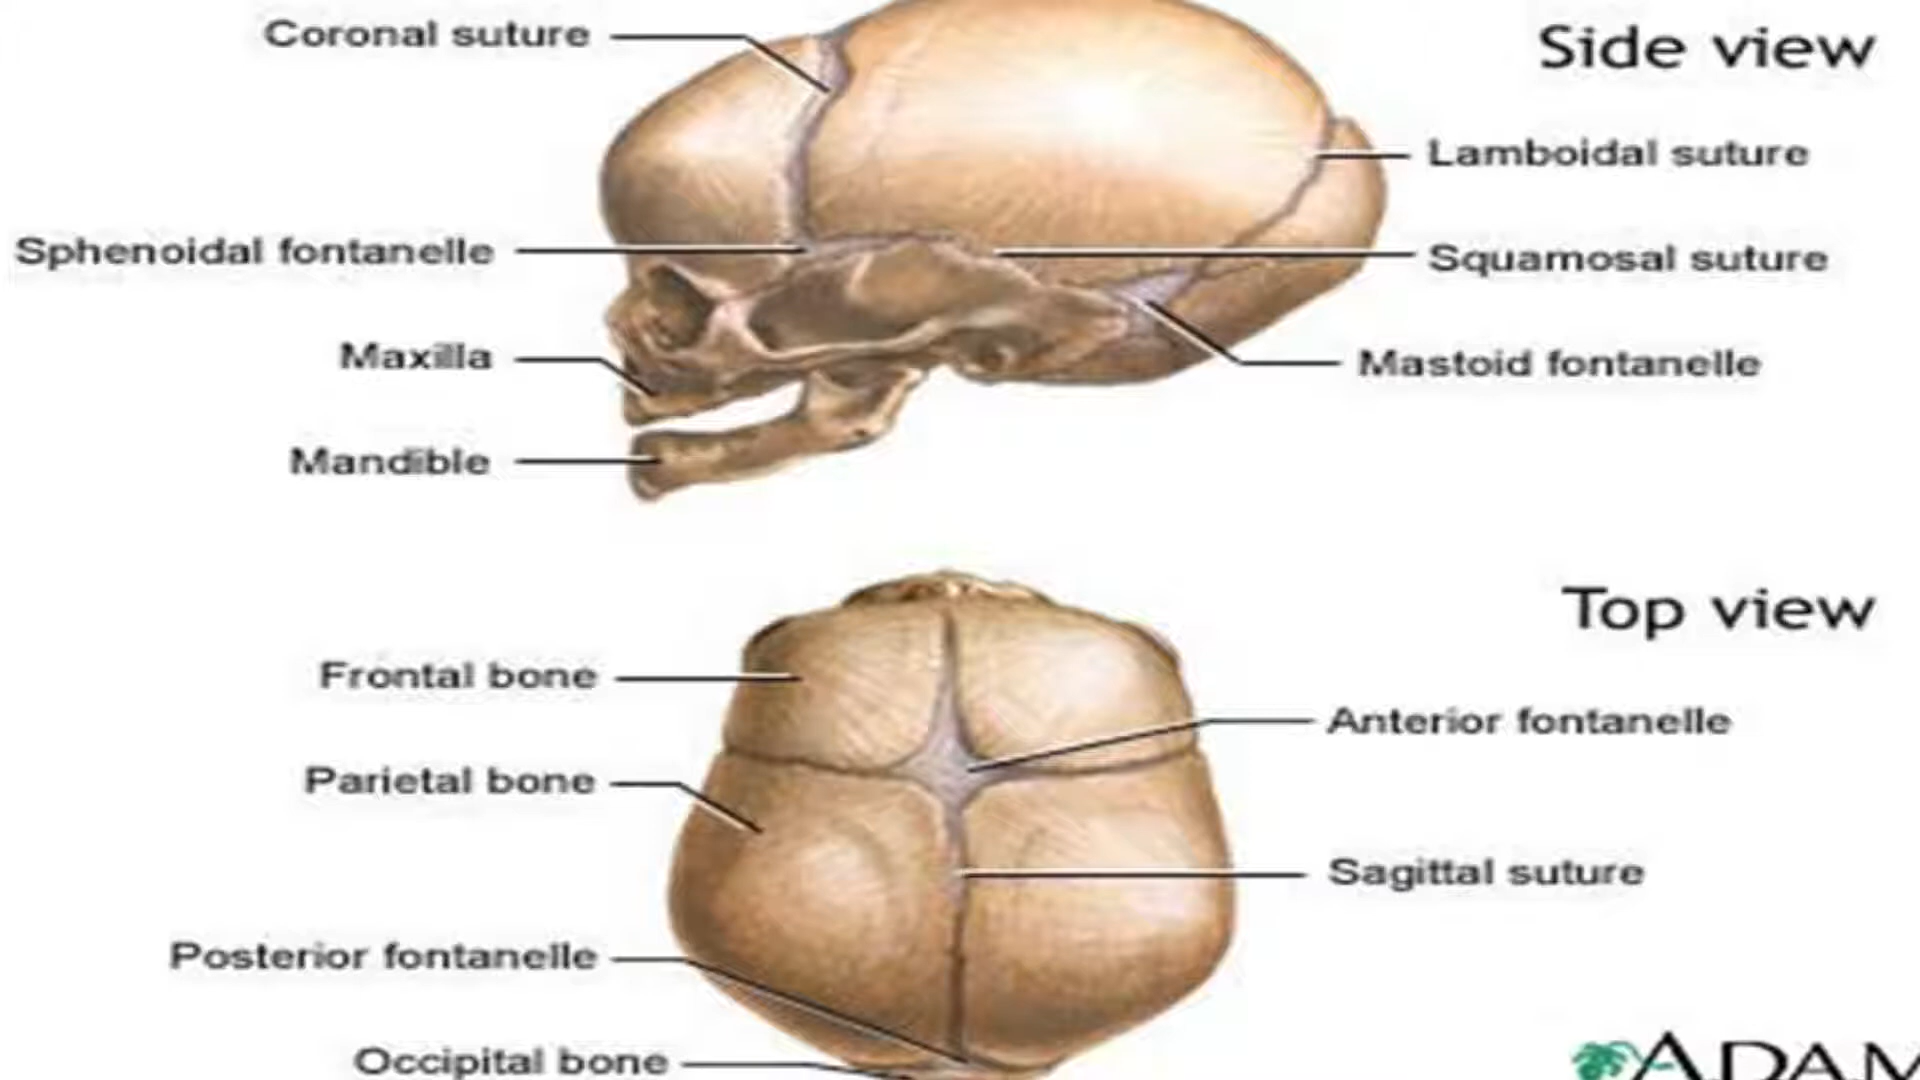 Side view
Coronal suture
Lamboidal suture
Sphenoidal fontanelle
Squamosal suture
Maxilla
Mastoid fontanelle
Mandible
Top view
Frontal bone
Anterior fontanelle
Parietal bone
Sagittal suture
Posterior fontanelle
Occipital bone
ADAM